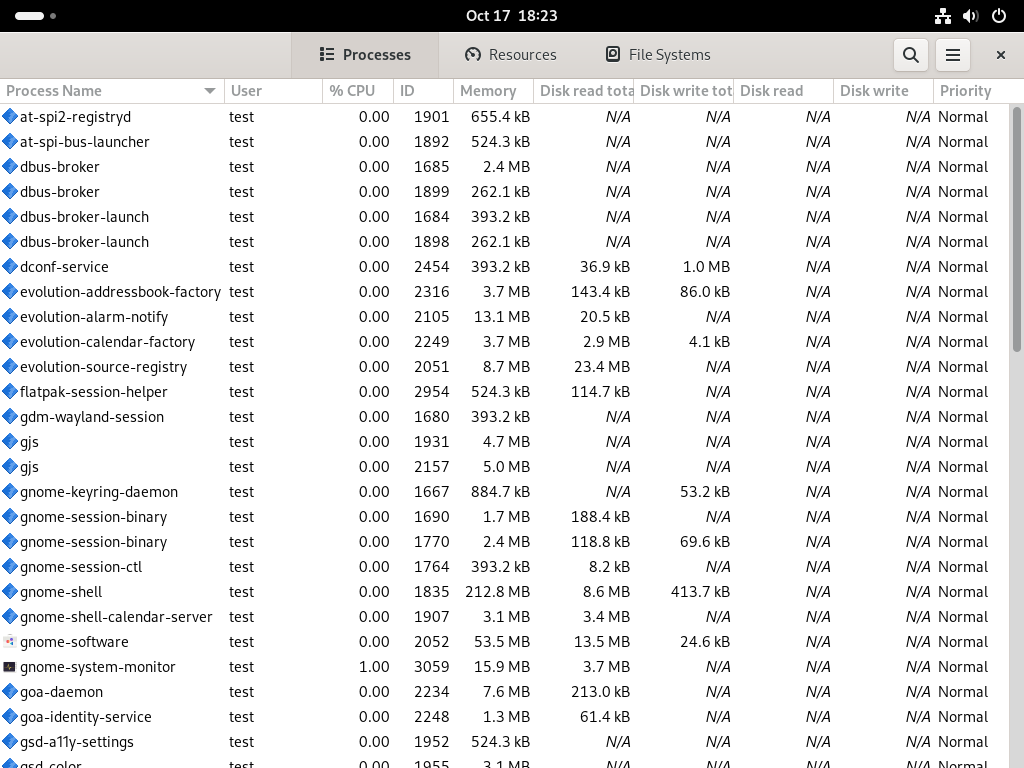 Oct 17 18:23
Processes Resources File Systems
Process Name User % CPU ID Memory Disk read tota Disk write tot Disk read Disk write Priority
at-spi2-registryd test 0.00 1901 655.4 kB N/A N/A N/A N/A Normal
at-spi-bus-launcher test 0.00 1892 524.3 kB N/A N/A N/A N/A Normal
dbus-broker test 0.00 1685 2.4 MB N/A N/A N/A N/A Normal
dbus-broker test 0.00 1899 262.1 kB N/A N/A N/A N/A Normal
dbus-broker-launch test 0.00 1684 393.2 kB N/A N/A N/A N/A Normal
dbus-broker-launch test 0.00 1898 262.1 kB N/A N/A N/A N/A Normal
dconf-service test 0.00 2454 393.2 kB 36.9 kB 1.0 MB N/A N/A Normal
evolution-addressbook-factory test 0.00 2316 3.7 MB 143.4 kB 86.0 kB N/A N/A Normal
evolution-alarm-notify test 0.00 2105 13.1 MB 20.5 kB N/A N/A N/A Normal
evolution-calendar-factory test 0.00 2249 3.7 MB 2.9 MB 4.1 kB N/A N/A Normal
evolution-source-registry test 0.00 2051 8.7 MB 23.4 MB N/A N/A N/A Normal
flatpak-session-helper test 0.00 2954 524.3 kB 114.7 kB N/A N/A N/A Normal
gdm-wayland-session test 0.00 1680 393.2 kB N/A N/A N/A N/A Normal
gjs test 0.00 1931 4.7 MB N/A N/A N/A N/A Normal
gjs test 0.00 2157 5.0 MB N/A N/A N/A N/A Normal
gnome-keyring-daemon test 0.00 1667 884.7 kB N/A 53.2 kB N/A N/A Normal
gnome-session-binary test 0.00 1690 1.7 MB 188.4 kB N/A N/A N/A Normal
gnome-session-binary test 0.00 1770 2.4 MB 118.8 kB 69.6 kB N/A N/A Normal
gnome-session-ctl test 0.00 1764 393.2 kB 8.2 kB N/A N/A N/A Normal
gnome-shell test 0.00 1835 212.8 MB 8.6 MB 413.7 kB N/A N/A Normal
gnome-shell-calendar-server test 0.00 1907 3.1 MB 3.4 MB N/A N/A N/A Normal
gnome-software test 0.00 2052 53.5 MB 13.5 MB 24.6 kB N/A N/A Normal
gnome-system-monitor test 1.00 3059 15.9 MB 3.7 MB N/A N/A N/A Normal
goa-daemon test 0.00 2234 7.6 MB 213.0 kB N/A N/A N/A Normal
goa-identity-service test 0.00 2248 1.3 MB 61.4 kB N/A N/A N/A Normal
gsd-a11y-settings test 0.00 1952 524.3 kB N/A N/A N/A N/A Normal
gsd-color test 0.00 1955 3.1 MB N/A N/A N/A N/A Normal